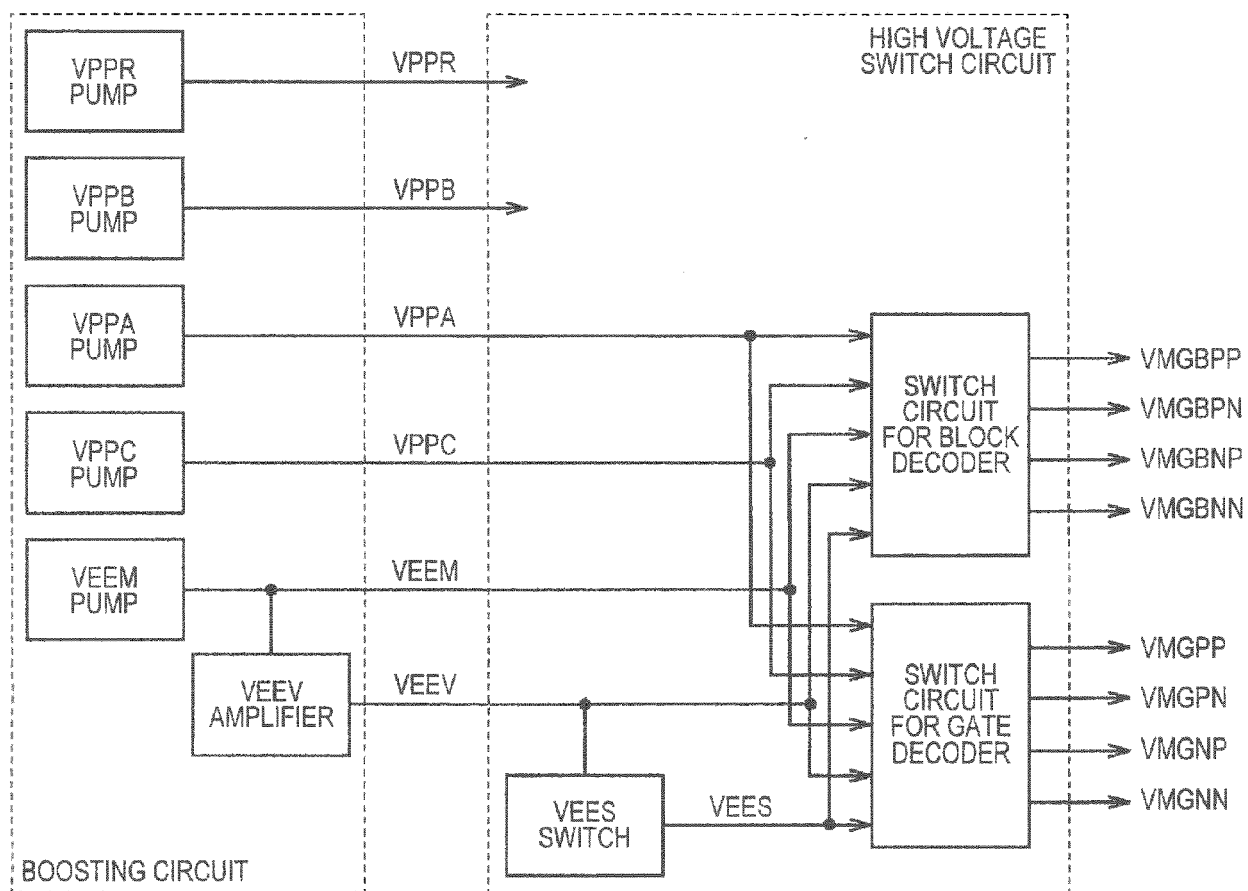 VPPR
PUMP
VPPR
HIGH VOLTAGE
SWITCH CIRCUIT
VPPB
PUMP
VPPB
VPPA
PUMP
VPPA
VPPC
PUMP
VPPC
SWITCH
CIRCUIT
FOR BLOCK
DECODER
VMGBPP
VMGBPN
VMGBNP
VMGBNN
VEEM
PUMP
VEEM
VEEV
AMPLIFIER
VEEV
SWITCH
CIRCUIT
FOR GATE
DECODER
VMGPP
VMGPN
VMGNP
VMGNN
VEES
SWITCH
VEES
BOOSTING CIRCUIT